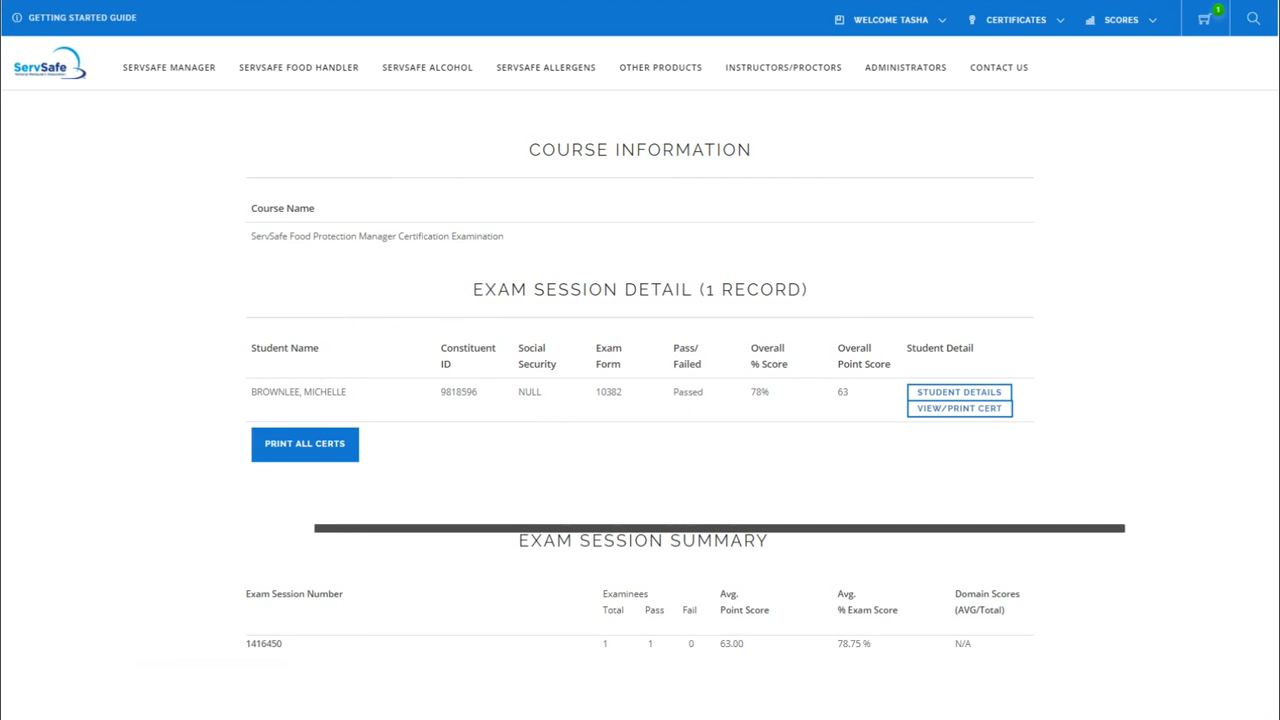 GETTING STARTED GUIDE
WELCOME TASHA
CERTIFICATES
SCORES
1
ServSafe
SERVSAFE MANAGER
SERVSAFE FOOD HANDLER
SERVSAFE ALCOHOL
SERVSAFE ALLERGENS
OTHER PRODUCTS
INSTRUCTORS/PROCTORS
ADMINISTRATORS
CONTACT US
COURSE INFORMATION
Course Name
ServSafe Food Protection Manager Certification Examination
EXAM SESSION DETAIL (1 RECORD)
Student Name Constituent ID Social Security Exam Form Pass/ Failed Overall % Score Overall Point Score Student Detail
BROWNLEE, MICHELLE 9818596 NULL 10382 Passed 78% 63 STUDENT DETAILS
VIEW/PRINT CERT
PRINT ALL CERTS
EXAM SESSION SUMMARY
Exam Session Number Examinees Avg. Avg. Domain Scores
Total Pass Fail Point Score % Exam Score (AVG/Total)
1416450 1 1 0 63.00 78.75 % N/A